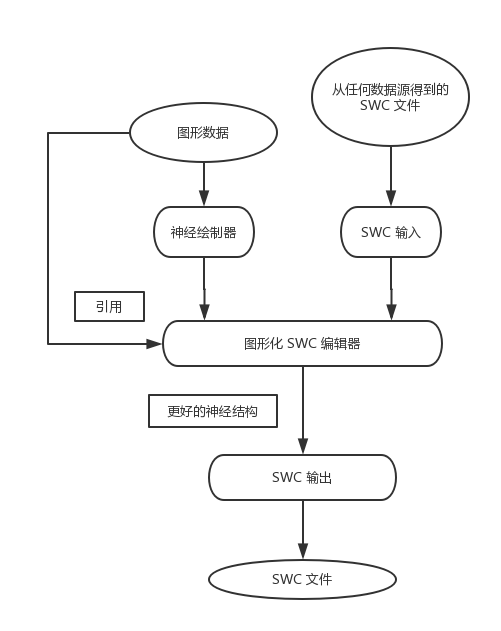 从任何数据源得到的
SWC 文件
图形数据
神经绘制器
SWC 输入
引用
图形化 SWC 编辑器
更好的神经结构
SWC 输出
SWC 文件